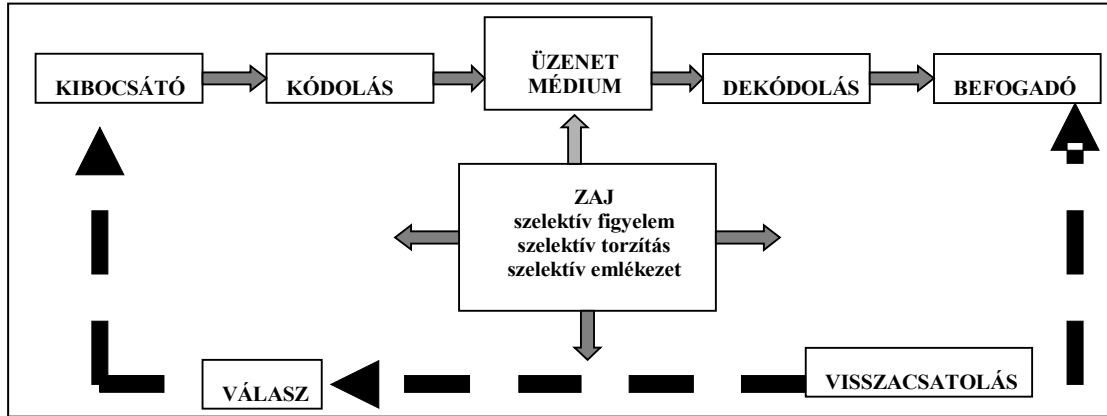 KIBOCSÁTÓ
KÓDOLÁS
ÜZENET
MÉDIUM
DEKÓDOLÁS
BEFOGADÓ
ZAJ
szelektív figyelem
szelektív torzítás
szelektív emlékezet
VÁLASZ
VISSZACSATOLÁS